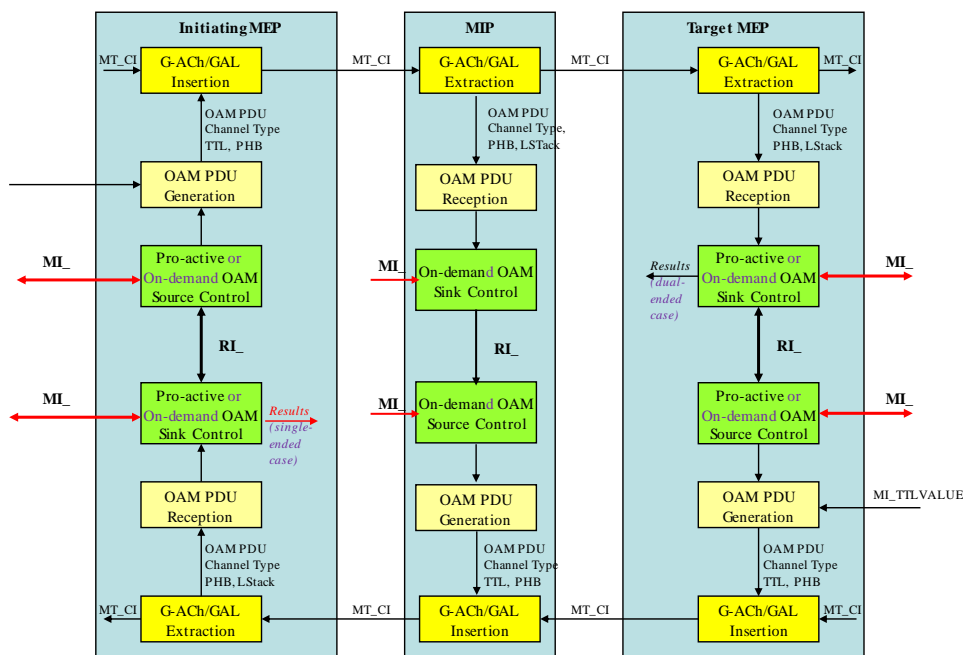 Initiating MEP
MT_CI
G-ACh/GAL
Insertion
OAM PDU
Channel Type
TTL, PHB
OAM PDU
Generation
MI_
Pro-active or
On-demand OAM
Source Control
RI_
MI_
Pro-active or
On-demand OAM
Sink Control
Results
(single-
ended
case)
OAM PDU
Reception
OAM PDU
Channel Type
PHB, LStack
MT_CI
G-ACh/GAL
Extraction
MT_CI
MT_CI
MIP
G-ACh/GAL
Extraction
OAM PDU
Channel Type,
PHB, LSTack
OAM PDU
Reception
MI_
On-demand OAM
Sink Control
RI_
MI_
On-demand OAM
Source Control
OAM PDU
Generation
OAM PDU
Channel Type
TTL, PHB
G-ACh/GAL
Insertion
MT_CI
MT_CI
Target MEP
G-ACh/GAL
Extraction
MT_CI
OAM PDU
Channel Type
PHB, LStack
OAM PDU
Reception
Results
(dual-
ended
case)
Pro-active or
On-demand OAM
Sink Control
MI_
RI_
Pro-active or
On-demand OAM
Source Control
MI_
OAM PDU
Generation
MI_TTLVALUE
OAM PDU
Channel Type
TTL, PHB
G-ACh/GAL
Insertion
MT_CI